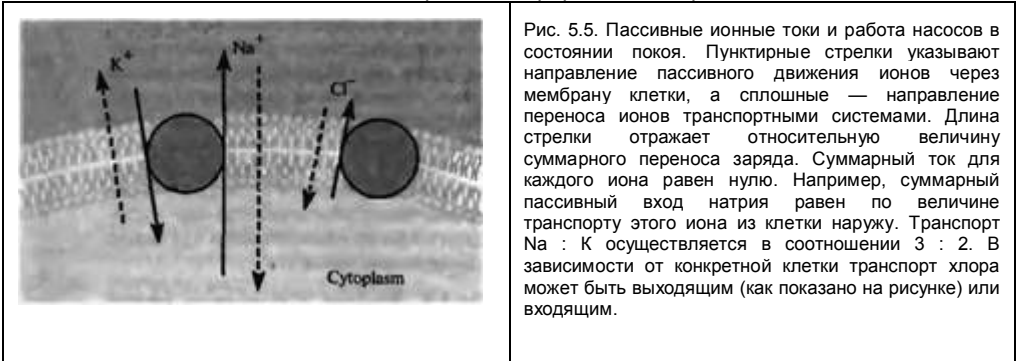 K+
Na+
Cl−
Cytoplasm
Рис. 5.5. Пассивные ионные токи и работа насосов в
состоянии покоя. Пунктирные стрелки указывают
направление пассивного движения ионов через
мембрану клетки, а сплошные — направление
переноса ионов транспортными системами. Длина
стрелки отражает относительную величину
суммарного переноса заряда. Суммарный ток для
каждого иона равен нулю. Например, суммарный
пассивный вход натрия равен по величине
транспорту этого иона из клетки наружу. Транспорт
Na : К осуществляется в соотношении 3 : 2. В
зависимости от конкретной клетки транспорт хлора
может быть выходящим (как показано на рисунке) или
входящим.